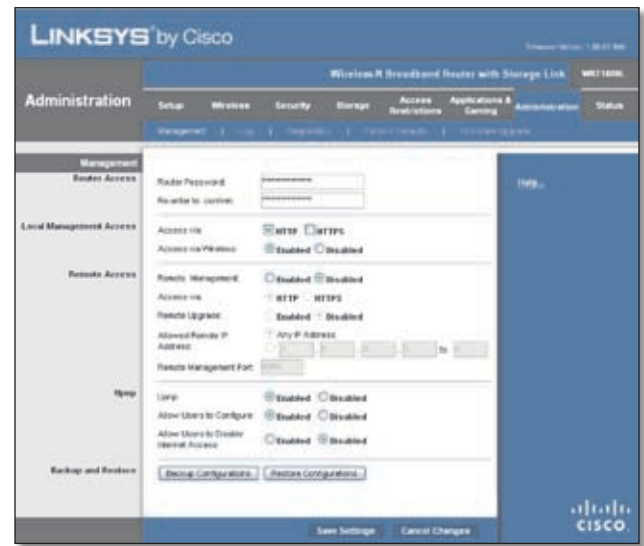 LINKSYS by Cisco
Wireless-N Broadband Router with Storage Link
Administration
Setup
Wireless
Security
Storage
Access Restrictions
Applications & Gaming
Administration
Status
Management
Management
Router Access
Router Password:
Re-enter to confirm:
Local Management Access
Access via: HTTP HTTPS
Access via Wireless: Enabled Disabled
Remote Access
Remote Management: Enabled Disabled
Access via: HTTP HTTPS
Remote Upgrade: Enabled Disabled
Allowed Remote IP Address: Any IP Address
to
Remote Management Port:
Upnp
Upnp: Enabled Disabled
Allow Users to Configure: Enabled Disabled
Allow Users to Disable Internet Access: Enabled Disabled
Backup and Restore
Backup Configurations
Restore Configurations
Help...
Save Settings
Cancel Changes
CISCO